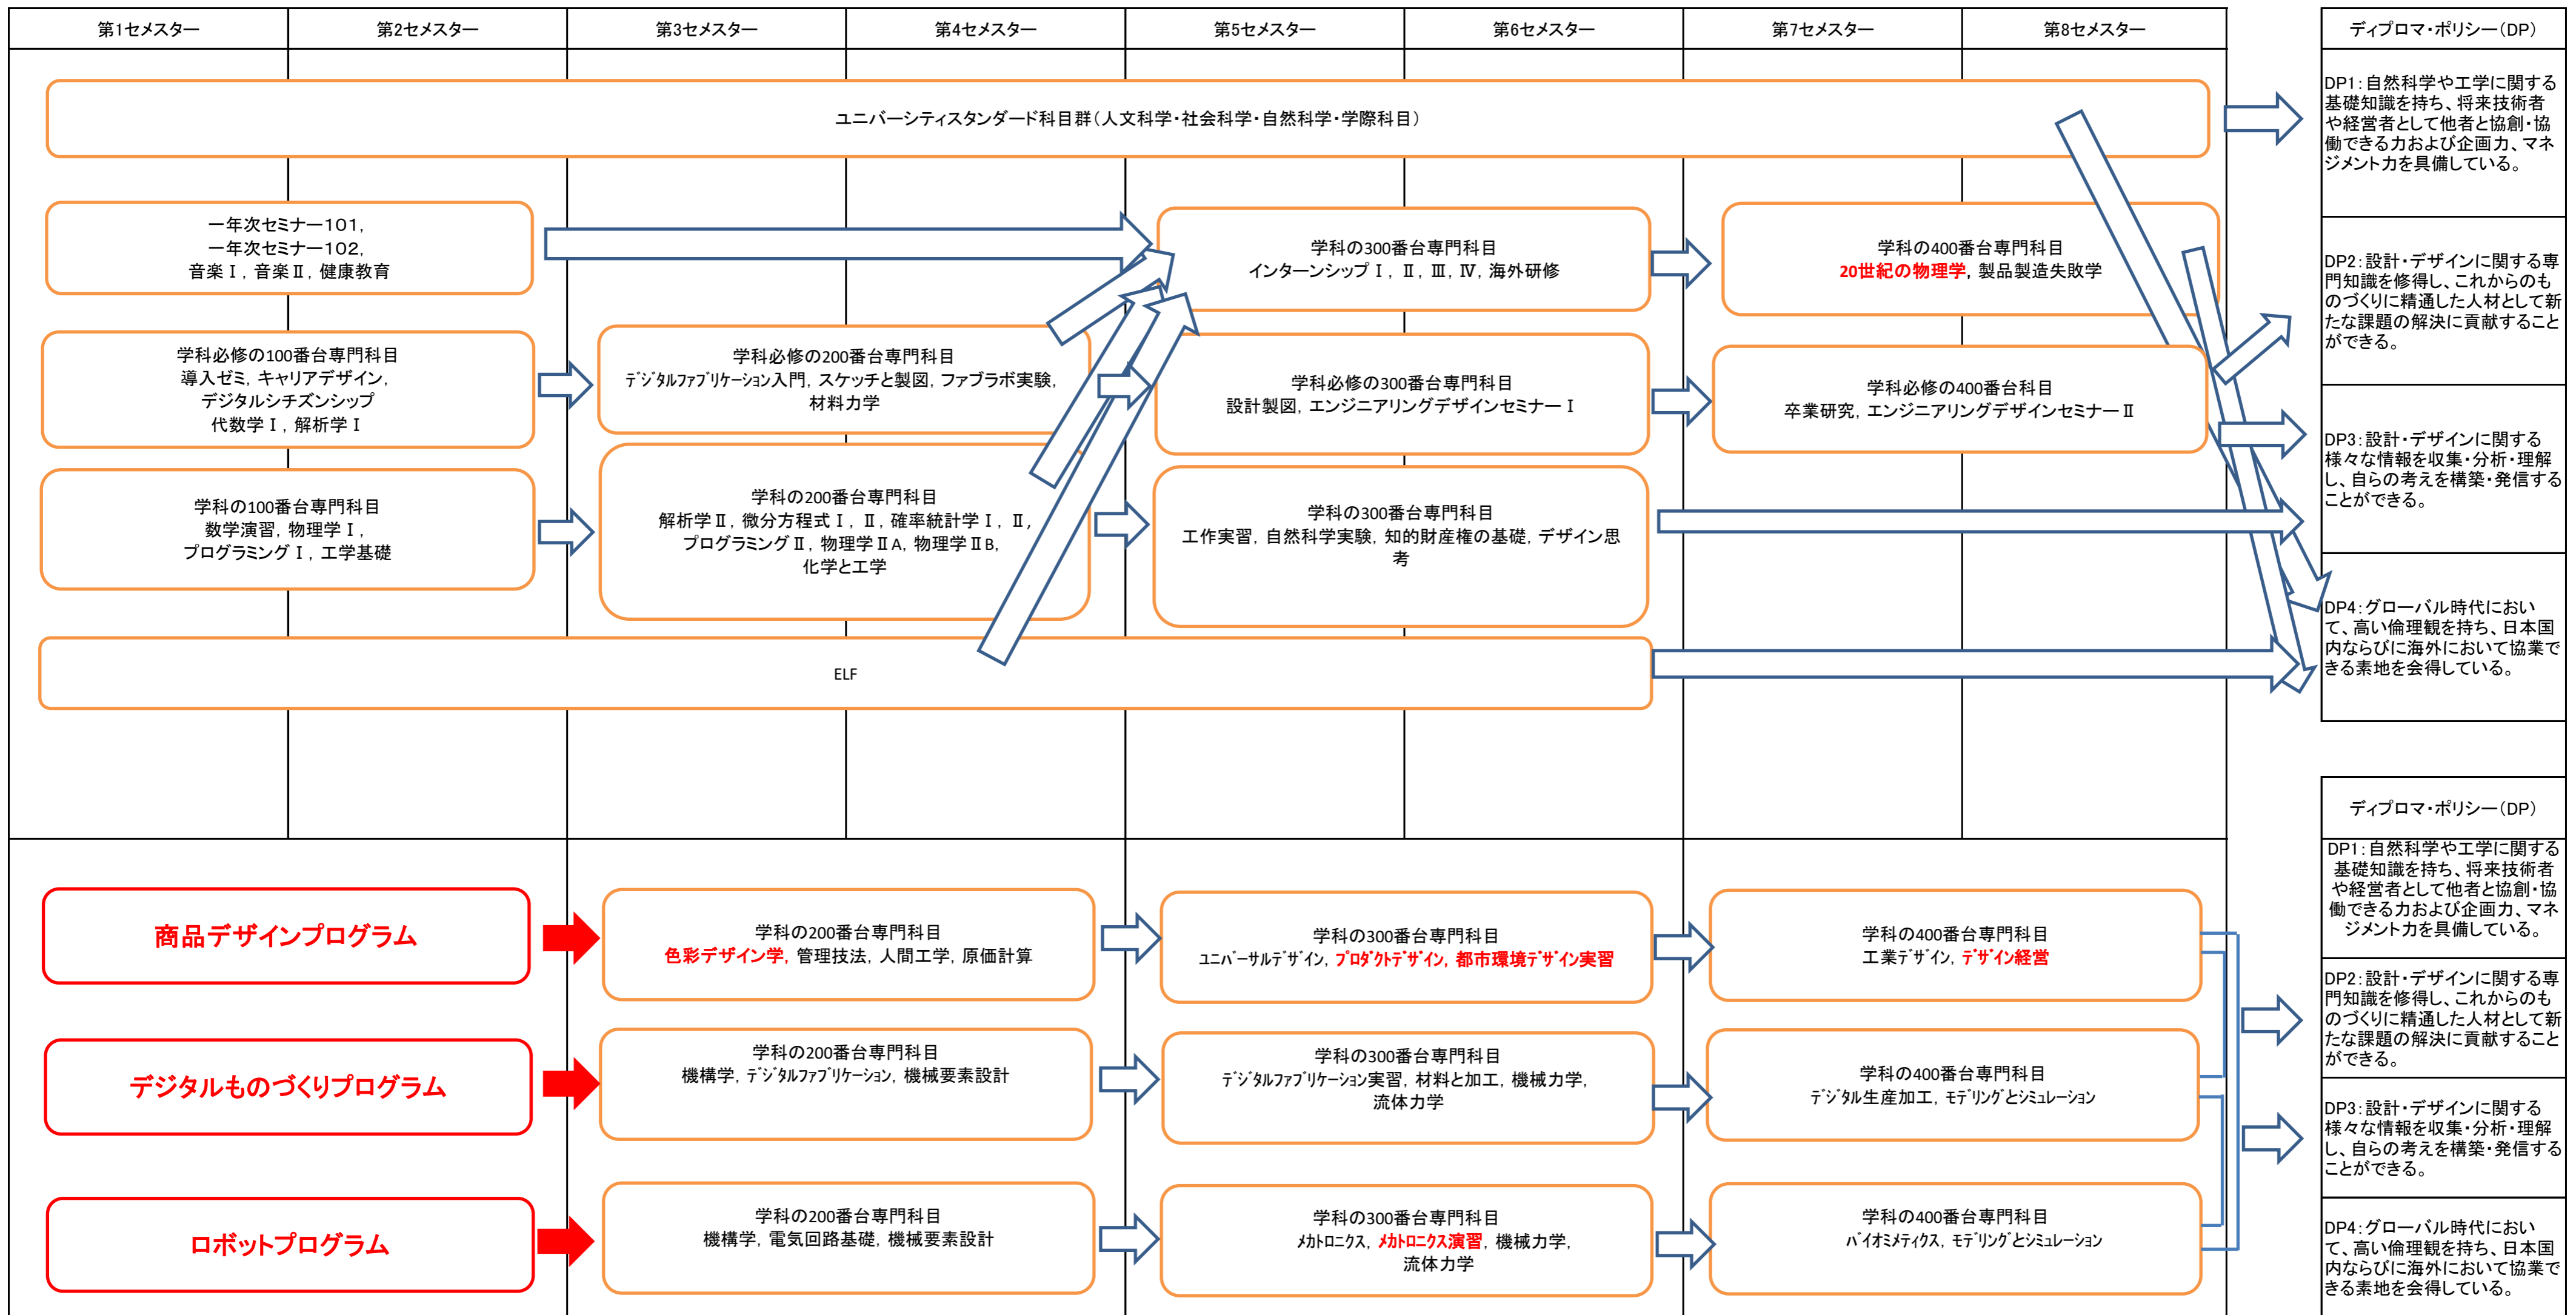 第1セメスター
第2セメスター
第3セメスター
第4セメスター
第5セメスター
第6セメスター
第7セメスター
第8セメスター
ディプロマ・ポリシー（DP）
ユニバーシティスタンダード科目群（人文科学・社会科学・自然科学・学際科目）
DP1：自然科学や工学に関する
基礎知識を持ち、将来技術者
や経営者として他者と協創・協
働できる力および企画力、マネ
ジメント力を具備している。
一年次セミナー１０１，
一年次セミナー１０２，
音楽Ⅰ，音楽Ⅱ，健康教育
学科の300番台専門科目
インターンシップⅠ，Ⅱ，Ⅲ，Ⅳ，海外研修
学科の400番台専門科目
20世紀の物理学，製品製造失敗学
DP2：設計・デザインに関する専
門知識を修得し、これからのも
のづくりに精通した人材として新
たな課題の解決に貢献すること
ができる。
学科必修の100番台専門科目
導入ゼミ，キャリアデザイン，
デジタルシチズンシップ
代数学Ⅰ，解析学Ⅰ
学科必修の200番台専門科目
デジタルファブリケーション入門，スケッチと製図，ファブラボ実験，
材料力学
学科必修の300番台専門科目
設計製図，エンジニアリングデザインセミナーⅠ
学科必修の400番台科目
卒業研究，エンジニアリングデザインセミナーⅡ
DP3：設計・デザインに関する
様々な情報を収集・分析・理解
し、自らの考えを構築・発信する
ことができる。
学科の100番台専門科目
数学演習，物理学Ⅰ，
プログラミングⅠ，工学基礎
学科の200番台専門科目
解析学Ⅱ，微分方程式Ⅰ，Ⅱ，確率統計学Ⅰ，Ⅱ，
プログラミングⅡ，物理学ⅡA，物理学ⅡB，
化学と工学
学科の300番台専門科目
工作実習，自然科学実験，知的財産権の基礎，デザイン思
考
DP4：グローバル時代におい
て、高い倫理観を持ち、日本国
内ならびに海外において協業で
きる素地を会得している。
ELF
ディプロマ・ポリシー（DP）
DP1：自然科学や工学に関する
基礎知識を持ち、将来技術者
や経営者として他者と協創・協
働できる力および企画力、マネ
ジメント力を具備している。
商品デザインプログラム
学科の200番台専門科目
色彩デザイン学，管理技法，人間工学，原価計算
学科の300番台専門科目
ユニバーサルデザイン，プロダクトデザイン，都市環境デザイン実習
学科の400番台専門科目
工業デザイン，デザイン経営
DP2：設計・デザインに関する専
門知識を修得し、これからのも
のづくりに精通した人材として新
たな課題の解決に貢献すること
ができる。
デジタルものづくりプログラム
学科の200番台専門科目
機構学，デジタルファブリケーション，機械要素設計
学科の300番台専門科目
デジタルファブリケーション実習，材料と加工，機械力学，
流体力学
学科の400番台専門科目
デジタル生産加工，モデリングとシミュレーション
DP3：設計・デザインに関する
様々な情報を収集・分析・理解
し、自らの考えを構築・発信する
ことができる。
ロボットプログラム
学科の200番台専門科目
機構学，電気回路基礎，機械要素設計
学科の300番台専門科目
メカトロニクス，メカトロニクス演習，機械力学，
流体力学
学科の400番台専門科目
バイオミメティクス，モデリングとシミュレーション
DP4：グローバル時代におい
て、高い倫理観を持ち、日本国
内ならびに海外において協業で
きる素地を会得している。